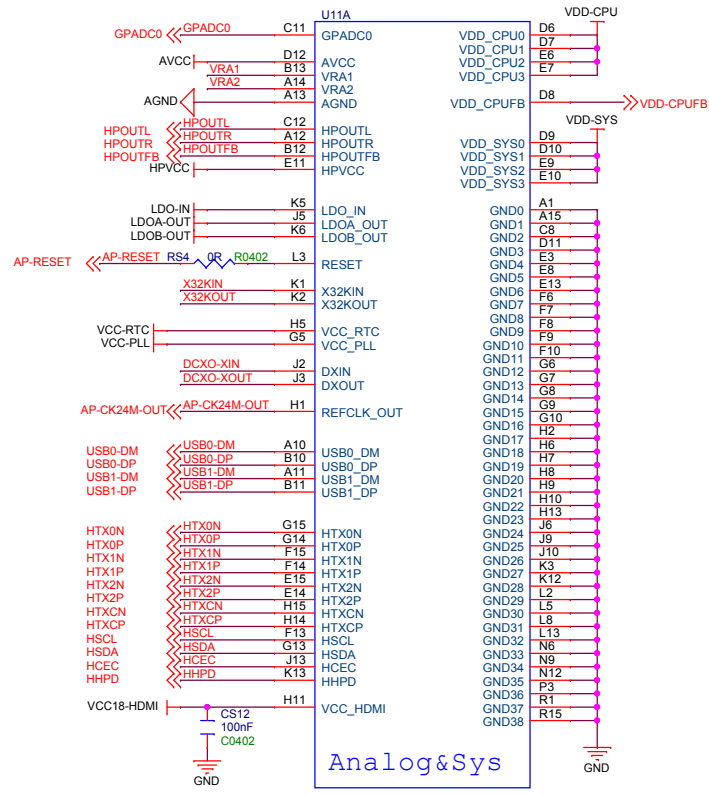 U11A
GPADC0 C11 GPADC0
AVCC D12 AVCC
VRA1 B13 VRA1
VRA2 A14 VRA2
AGND A13 AGND
HPOUTL HPOUTL C12 HPOUTL
HPOUTR HPOUTR A12 HPOUTR
HPOUTFB HPOUTFB B12 HPOUTFB
HPVCC E11 HPVCC
LDO-IN K5 LDO_IN
LDOA-OUT J5 LDOA_OUT
LDOB-OUT K6 LDOB_OUT
AP-RESET AP-RESET RS4 0R R0402 L3 RESET
X32KIN K1 X32KIN
X32KOUT K2 X32KOUT
VCC-RTC H5 VCC_RTC
VCC-PLL G5 VCC_PLL
DCXO-XIN J2 DXIN
DCXO-XOUT J3 DXOUT
AP-CK24M-OUT AP-CK24M-OUT H1 REFCLK_OUT
USB0-DM USB0-DM A10 USB0_DM
USB0-DP USB0-DP B10 USB0_DP
USB1-DM USB1-DM A11 USB1_DM
USB1-DP USB1-DP B11 USB1_DP
HTX0N HTX0N G15 HTX0N
HTX0P HTX0P G14 HTX0P
HTX1N HTX1N F15 HTX1N
HTX1P HTX1P F14 HTX1P
HTX2N HTX2N E15 HTX2N
HTX2P HTX2P E14 HTX2P
HTXCN HTXCN H15 HTXCN
HTXCP HTXCP H14 HTXCP
HSCL HSCL F13 HSCL
HSDA HSDA G13 HSDA
HCEC HCEC J13 HCEC
HHPD HHPD K13 HHPD
VCC18-HDMI H11 VCC_HDMI
CS12
100nF
C0402
GND
VDD-CPU
VDD_CPU0 D6
VDD_CPU1 D7
VDD_CPU2 E6
VDD_CPU3 E7
VDD_CPUFB D8 VDD-CPUFB
VDD-SYS
VDD_SYS0 D9
VDD_SYS1 D10
VDD_SYS2 E9
VDD_SYS3 E10
GND0 A1
GND1 A15
GND2 C8
GND3 D11
GND4 E3
GND5 E8
GND6 E13
GND7 F6
GND8 F7
GND9 F8
GND10 F9
GND11 F10
GND12 G6
GND13 G7
GND14 G8
GND15 G9
GND16 G10
GND17 H2
GND18 H6
GND19 H7
GND20 H8
GND21 H9
GND22 H10
GND23 H13
GND24 J6
GND25 J9
GND26 J10
GND27 K3
GND28 K12
GND29 L2
GND30 L5
GND31 L8
GND32 L13
GND33 N6
GND34 N9
GND35 N12
GND36 P3
GND37 R1
GND38 R15
GND
Analog&Sys